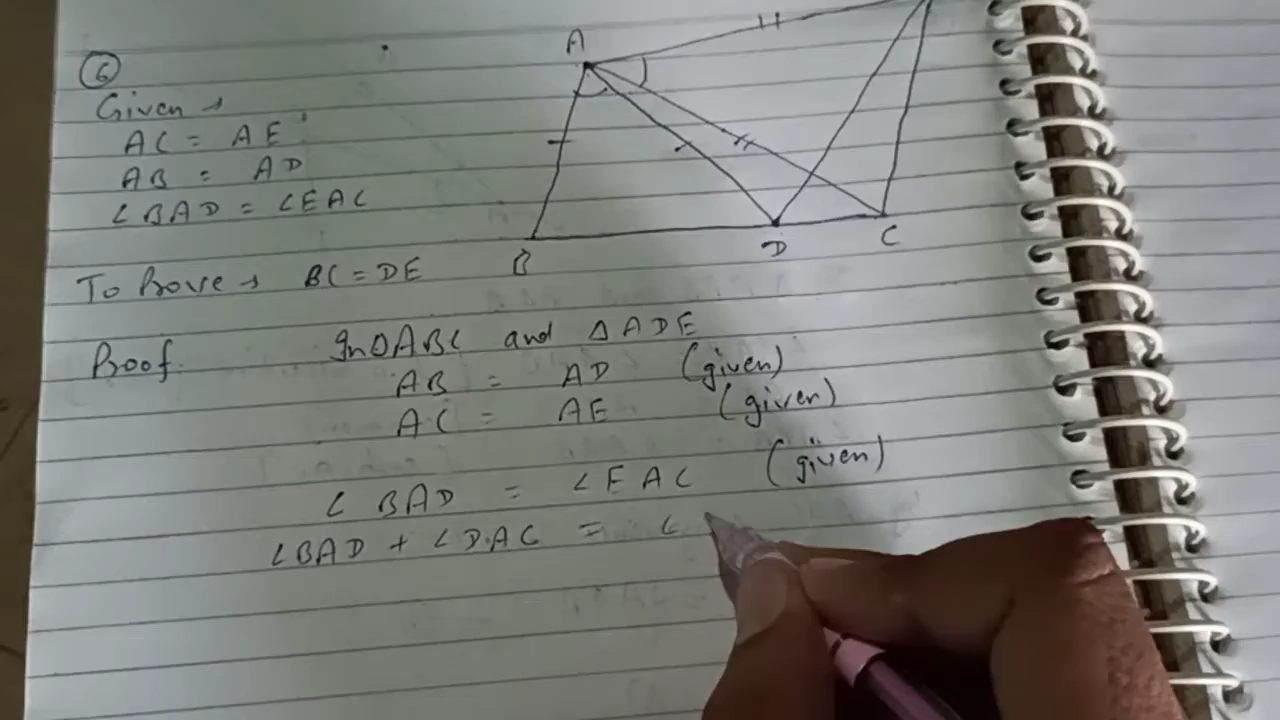 6
Given →
AC = AE
AB = AD
∠BAD = ∠EAC
To Prove → BC = DE
A
B
D
C
Proof.
In ΔABC and ΔADE
AB = AD (given)
AC = AE (given)
∠BAD = ∠EAC (given)
∠BAD + ∠DAC = ∠